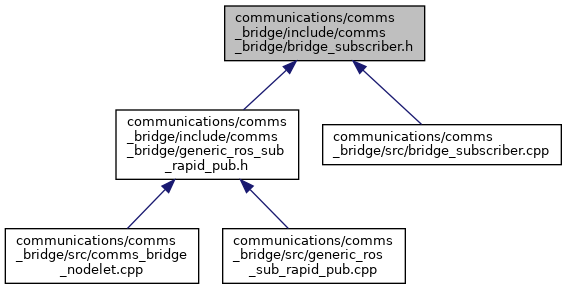 communications/comms
_bridge/include/comms
_bridge/bridge_subscriber.h
communications/comms
_bridge/include/comms
_bridge/generic_ros_sub
_rapid_pub.h
communications/comms
_bridge/src/bridge_subscriber.cpp
communications/comms
_bridge/src/comms_bridge
_nodelet.cpp
communications/comms
_bridge/src/generic_ros
_sub_rapid_pub.cpp